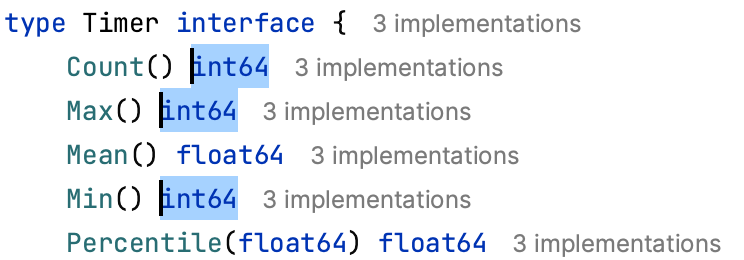 type Timer interface { 3 implementations
Count() int64 3 implementations
Max() int64 3 implementations
Mean() float64 3 implementations
Min() int64 3 implementations
Percentile(float64) float64 3 implementations